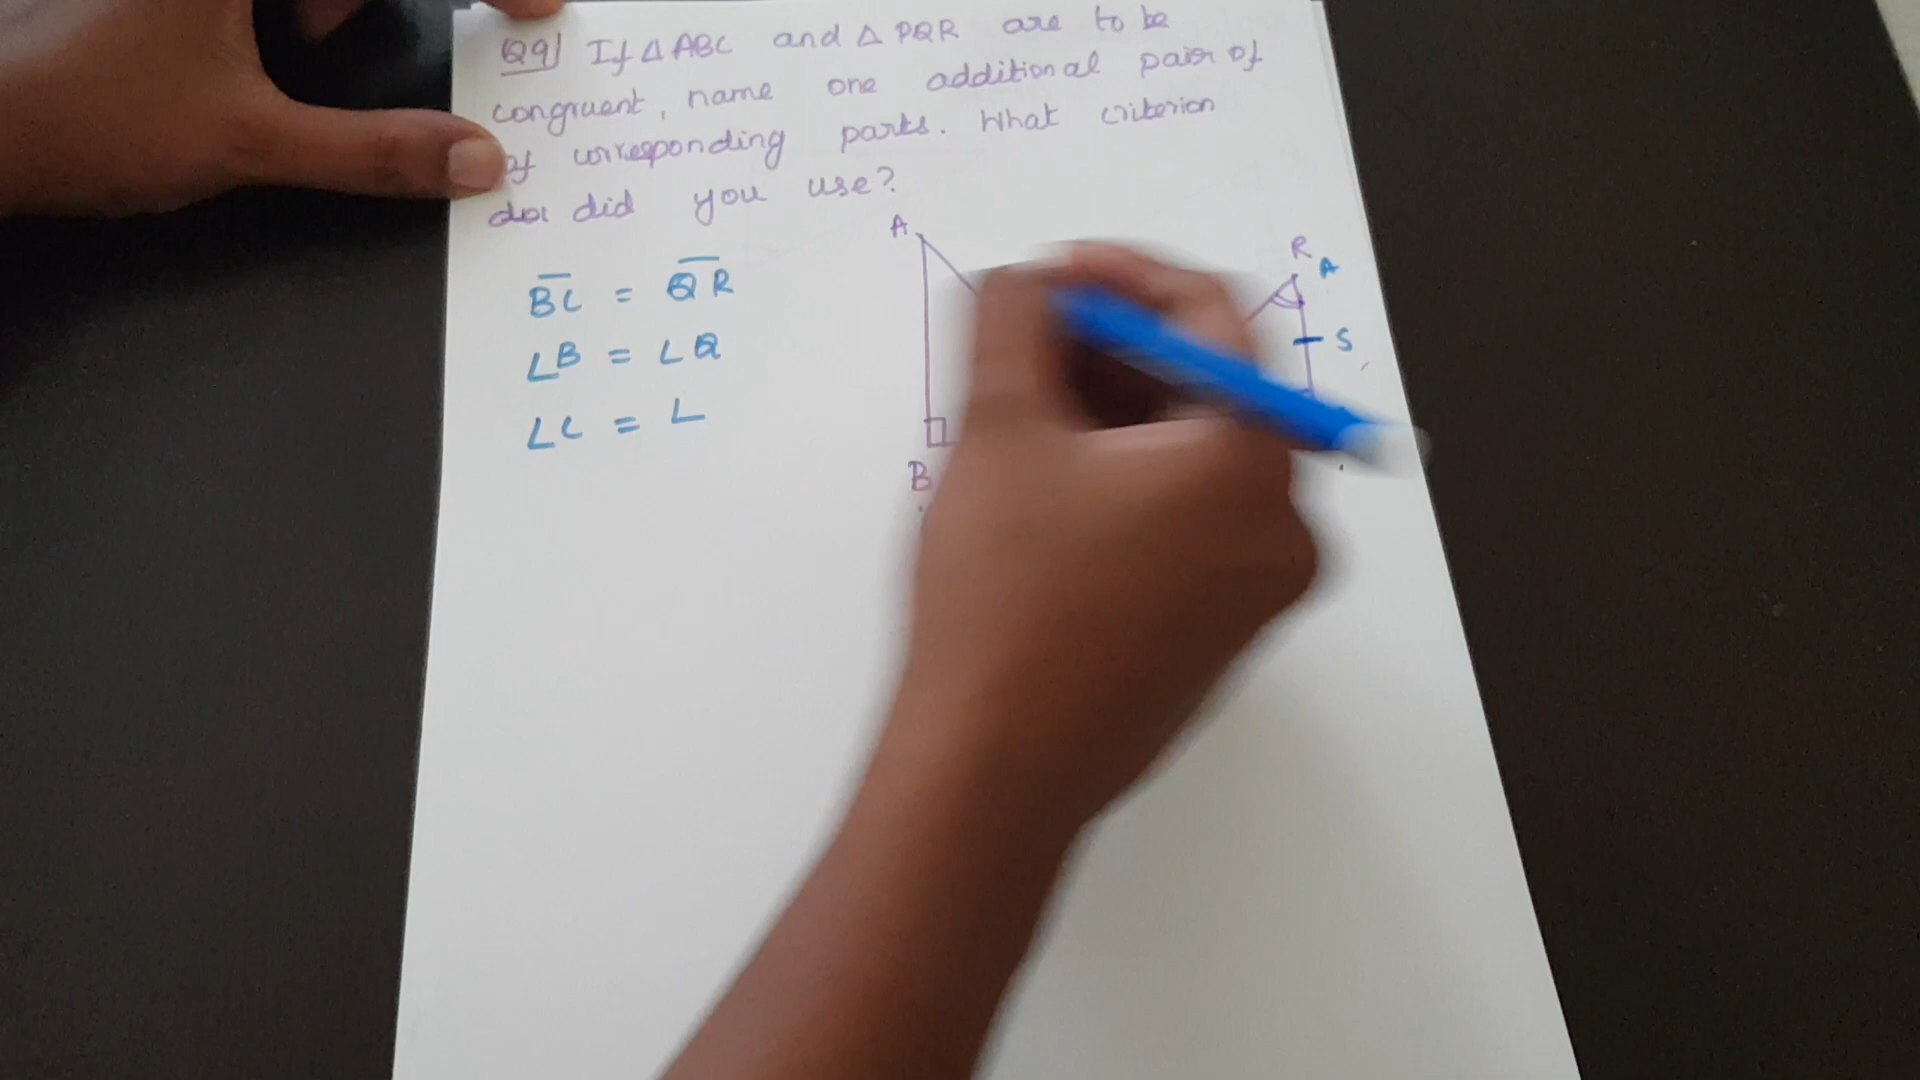 Q9) If △ ABC and △ PQR are to be
congruent, name one additional pair of
of corresponding parts. What criterion
did you use?
A
R
A
BC = QR
S
∠B = ∠Q
∠C = ∠
B